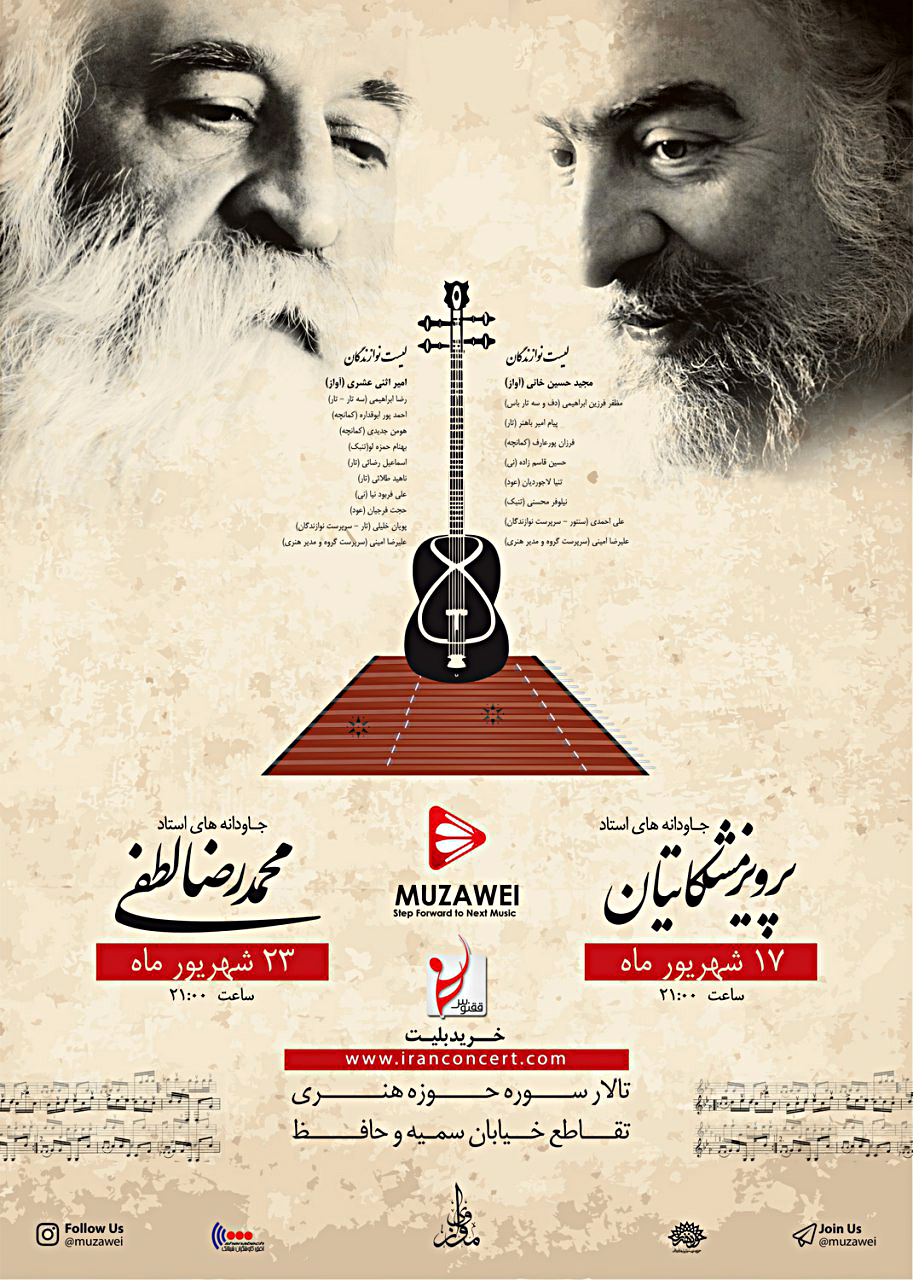 لیست نوازندگان
مجید حسین خانی (آواز)
مظفر فرزین ابراهیمی (دف و سه تار باس)
پیام امیر باهنر (تار)
فرزان پورعارف (کمانچه)
حسین قاسم زاده (نی)
تنیا لاجوردیان (عود)
نیلوفر محسنی (تنبک)
علی احمدی (سنتور - سرپرست نوازندگان)
علیرضا امینی (سرپرست گروه و مدیر هنری)
لیست نوازندگان
امیر اثنی عشری (آواز)
رضا ابراهیمی (سه تار - تار)
احمد پور ابوقداره (کمانچه)
هومن جدیدی (کمانچه)
بهنام حمزه لو(تنبک)
اسماعیل رضائی (تار)
ناهید طلائی (تار)
علی فربود نیا (نی)
حجت فرجیان (عود)
پویان خلیلی (تار - سرپرست نوازندگان)
علیرضا امینی (سرپرست گروه و مدیر هنری)
جاودانه های استاد
پرویز مشکاتیان
۱۷ شهریور ماه
ساعت ۲۱:۰۰
جاودانه های استاد
محمدرضا لطفی
۲۳ شهریور ماه
ساعت ۲۱:۰۰
MUZAWEI
Step Forward to Next Music
ققنوس
خرید بلیت
www.iranconcert.com
تالار سوره حوزه هنری
تقاطع خیابان سمیه و حافظ
Follow Us
@muzawei
Join Us
@muzawei